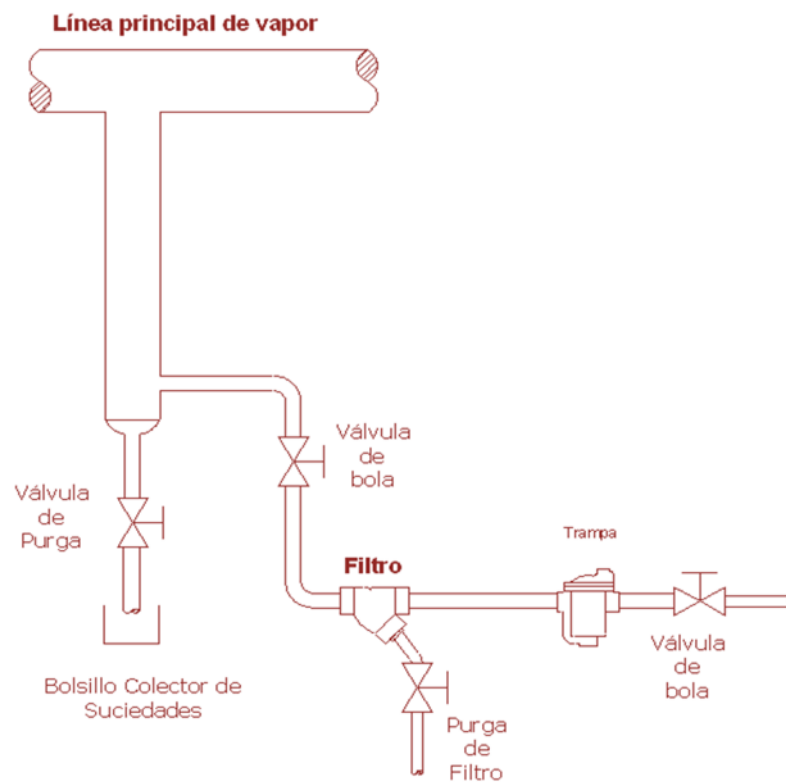 Línea principal de vapor
Válvula
de
bola
Válvula
de
Purga
Filtro
Trampa
Válvula
de
bola
Bolsillo Colector de
Suciedades
Purga
de
Filtro